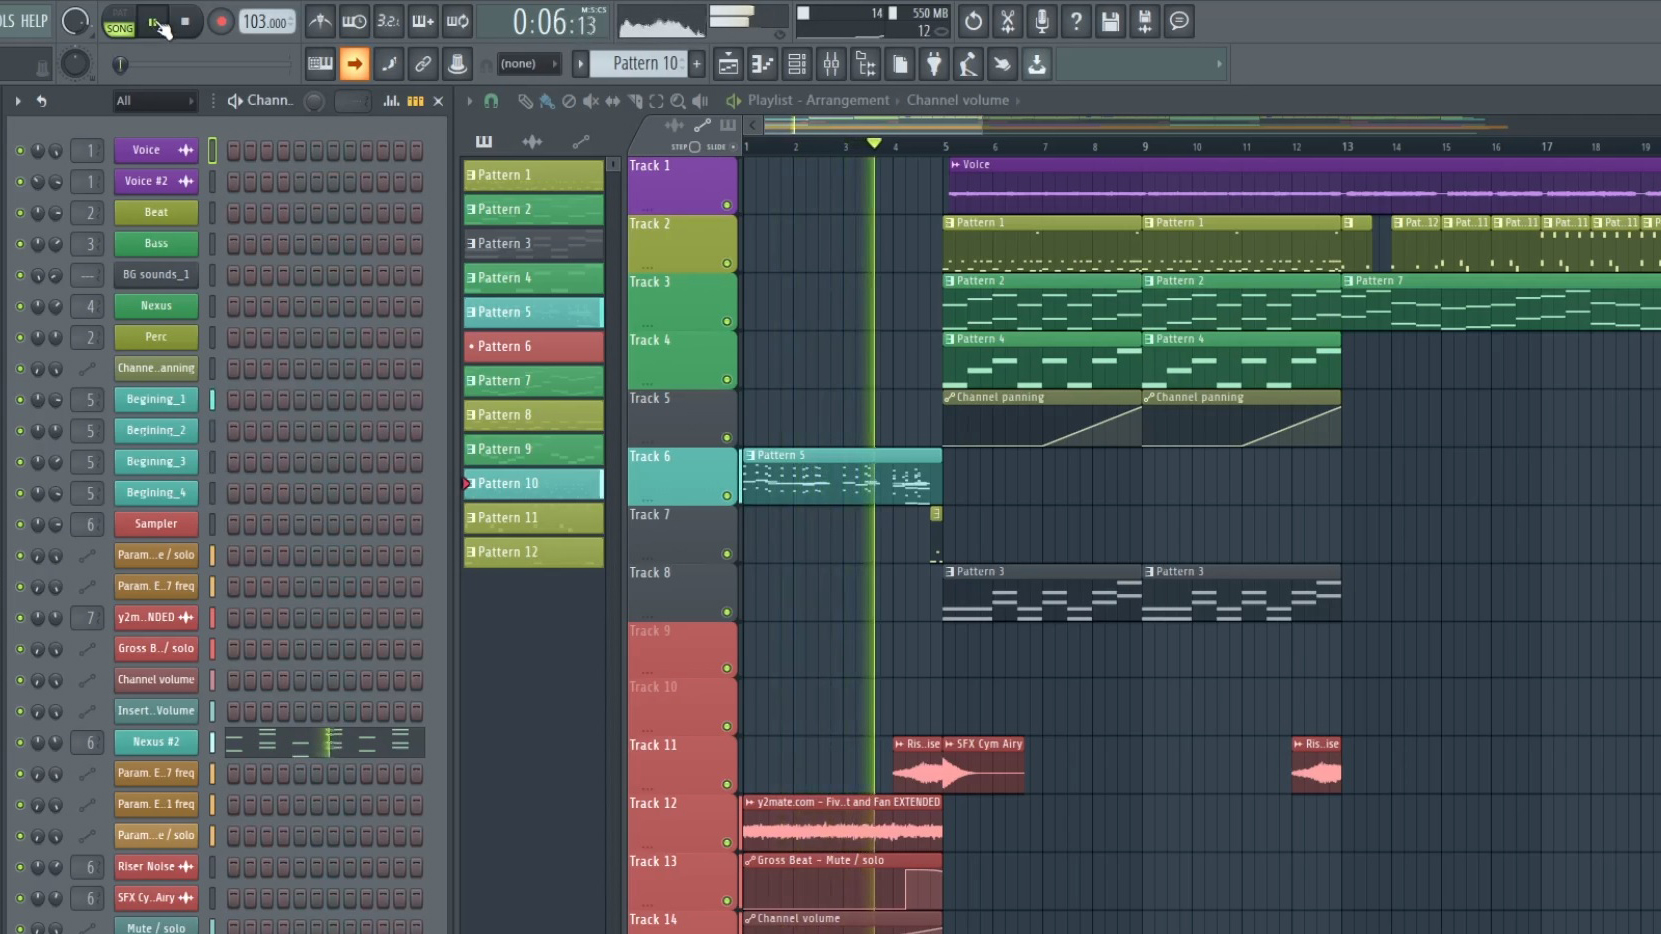 OLS HELP
PAT
SONG
103.000
3.2.
0:06:13
M:S:CS
14
550 MB
12
(none)
Pattern 10
All
Chann..
Playlist - Arrangement
Channel volume
STEP
SLIDE
1 2 3 4 5 6 7 8 9 10 11 12 13 14 15 16 17 18 19
1 Voice
1 Voice #2
2 Beat
3 Bass
--- BG sounds_1
4 Nexus
2 Perc
Channe..anning
5 Begining_1
5 Begining_2
5 Begining_3
5 Begining_4
6 Sampler
Param...e / solo
Param. E..7 freq
7 y2m..NDED
Gross B../ solo
Channel volume
Insert..Volume
6 Nexus #2
Param. E..7 freq
Param. E..1 freq
Param...e / solo
6 Riser Noise
6 SFX Cy..Airy
Mute / solo
Pattern 1
Pattern 2
Pattern 3
Pattern 4
Pattern 5
Pattern 6
Pattern 7
Pattern 8
Pattern 9
Pattern 10
Pattern 11
Pattern 12
Track 1
Voice
Track 2
Pattern 1
Pattern 1
Pat..12
Pat..11
Pat..11
Pat..11
Pat..11
P
Track 3
Pattern 2
Pattern 2
Pattern 7
Track 4
Pattern 4
Pattern 4
Track 5
Channel panning
Channel panning
Track 6
Pattern 5
Track 7
Track 8
Pattern 3
Pattern 3
Track 9
Track 10
Track 11
Ris..ise
SFX Cym Airy
Ris..ise
Track 12
y2mate.com - Fiv..t and Fan EXTENDED
Track 13
Gross Beat - Mute / solo
Track 14
Channel volume